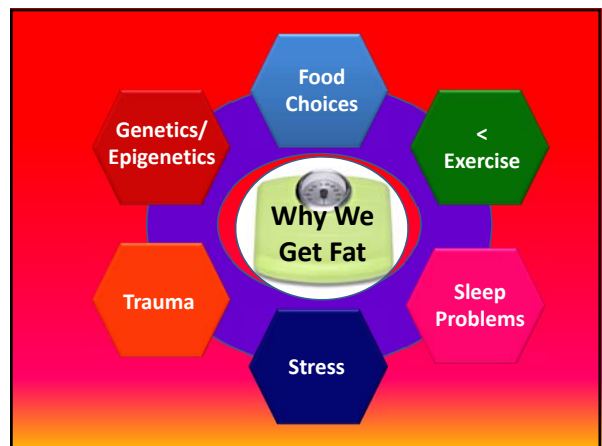 Food
Choices
<
Exercise
Sleep
Problems
Stress
Trauma
Genetics/
Epigenetics
Why We
Get Fat